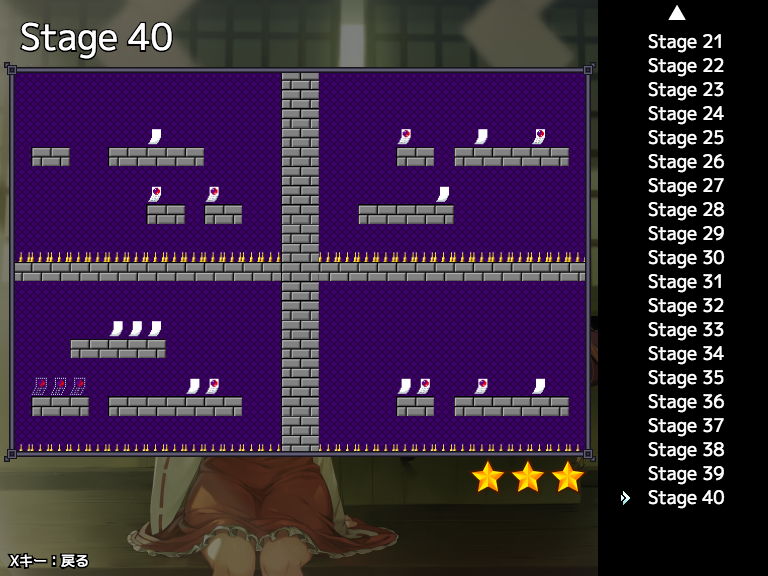 Stage 40
Stage 21
Stage 22
Stage 23
Stage 24
Stage 25
Stage 26
Stage 27
Stage 28
Stage 29
Stage 30
Stage 31
Stage 32
Stage 33
Stage 34
Stage 35
Stage 36
Stage 37
Stage 38
Stage 39
Stage 40
Xキー：戻る